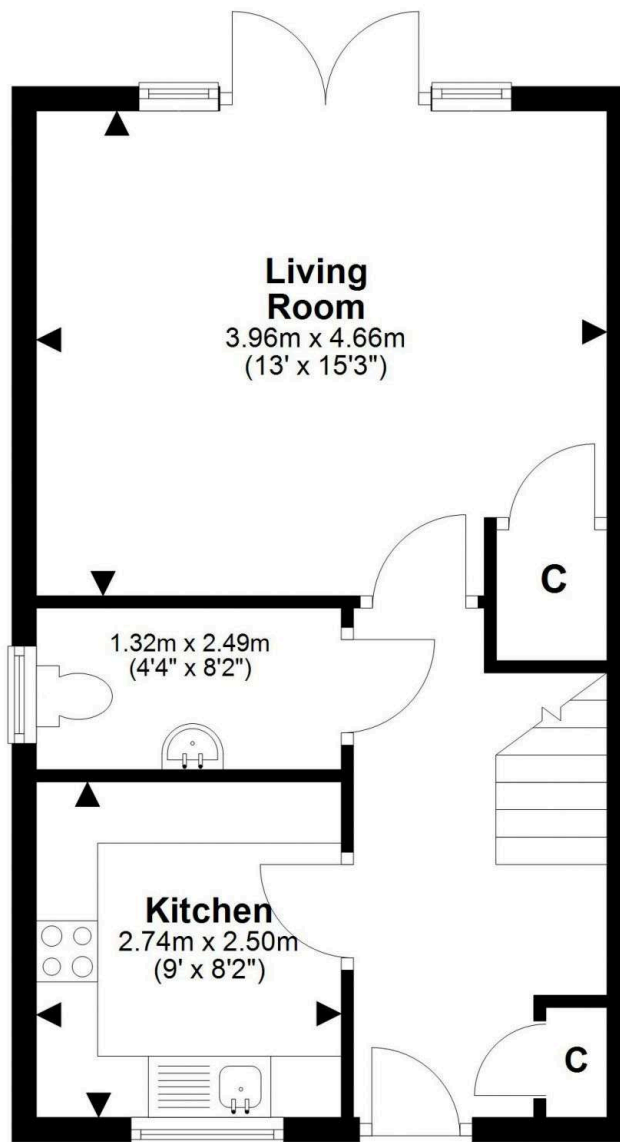 Living
Room
3.96m x 4.66m
(13' x 15'3")
C
1.32m x 2.49m
(4'4" x 8'2")
Kitchen
2.74m x 2.50m
(9' x 8'2")
C